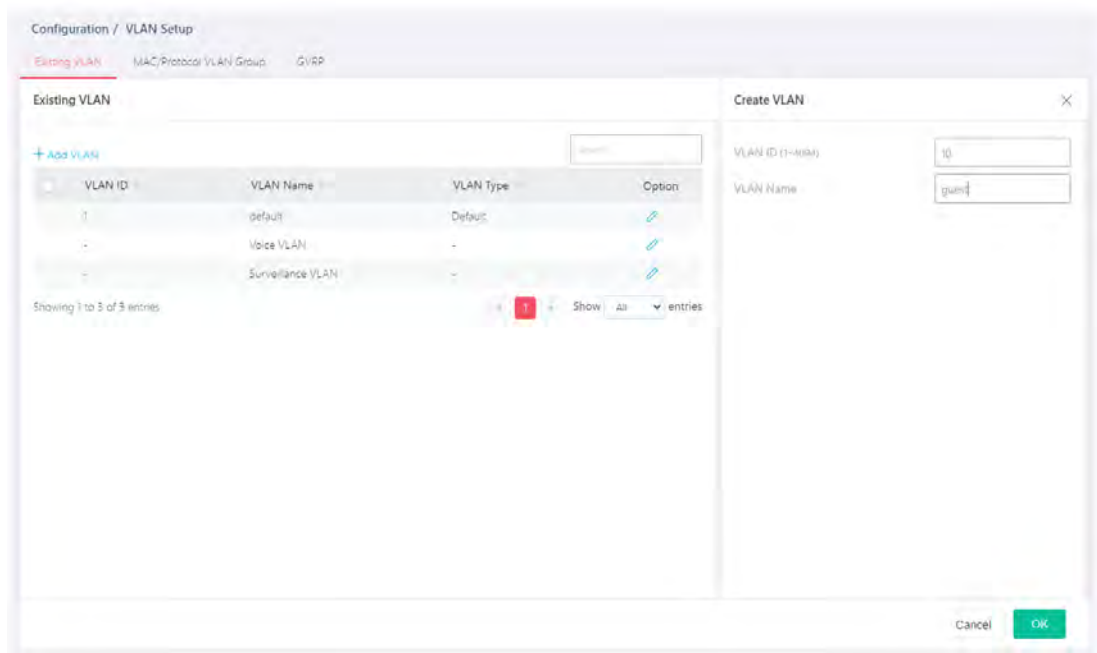 Configuration / VLAN Setup
Existing VLAN MAC/Protocol VLAN Group GVRP
Existing VLAN
Create VLAN
+ Add VLAN
Search
VLAN ID (1~4094) 10
VLAN Name guest
VLAN ID VLAN Name VLAN Type Option
1 default Default
- Voice VLAN -
- Surveillance VLAN -
Showing 1 to 3 of 3 entries
1
Show All entries
Cancel OK